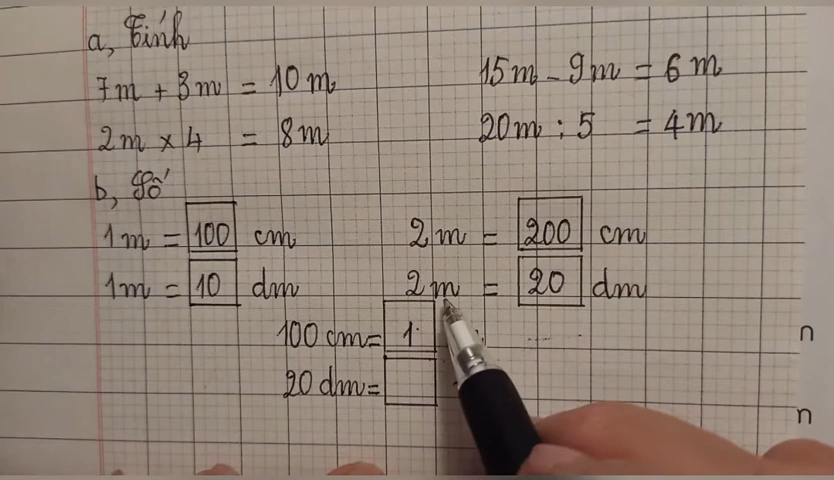 a, Tính
7m + 3m = 10m 15m - 9m = 6m
2m x 4 = 8m 20m : 5 = 4m
b, Số
1m = 100 cm 2m = 200 cm
1m = 10 dm 2m = 20 dm
100 cm= 1
20 dm=
n
n